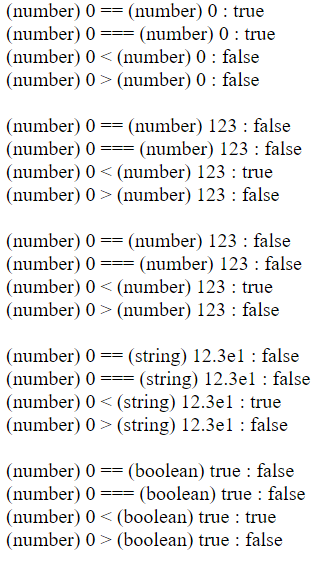 (number) 0 == (number) 0 : true
(number) 0 === (number) 0 : true
(number) 0 < (number) 0 : false
(number) 0 > (number) 0 : false
(number) 0 == (number) 123 : false
(number) 0 === (number) 123 : false
(number) 0 < (number) 123 : true
(number) 0 > (number) 123 : false
(number) 0 == (number) 123 : false
(number) 0 === (number) 123 : false
(number) 0 < (number) 123 : true
(number) 0 > (number) 123 : false
(number) 0 == (string) 12.3e1 : false
(number) 0 === (string) 12.3e1 : false
(number) 0 < (string) 12.3e1 : true
(number) 0 > (string) 12.3e1 : false
(number) 0 == (boolean) true : false
(number) 0 === (boolean) true : false
(number) 0 < (boolean) true : true
(number) 0 > (boolean) true : false